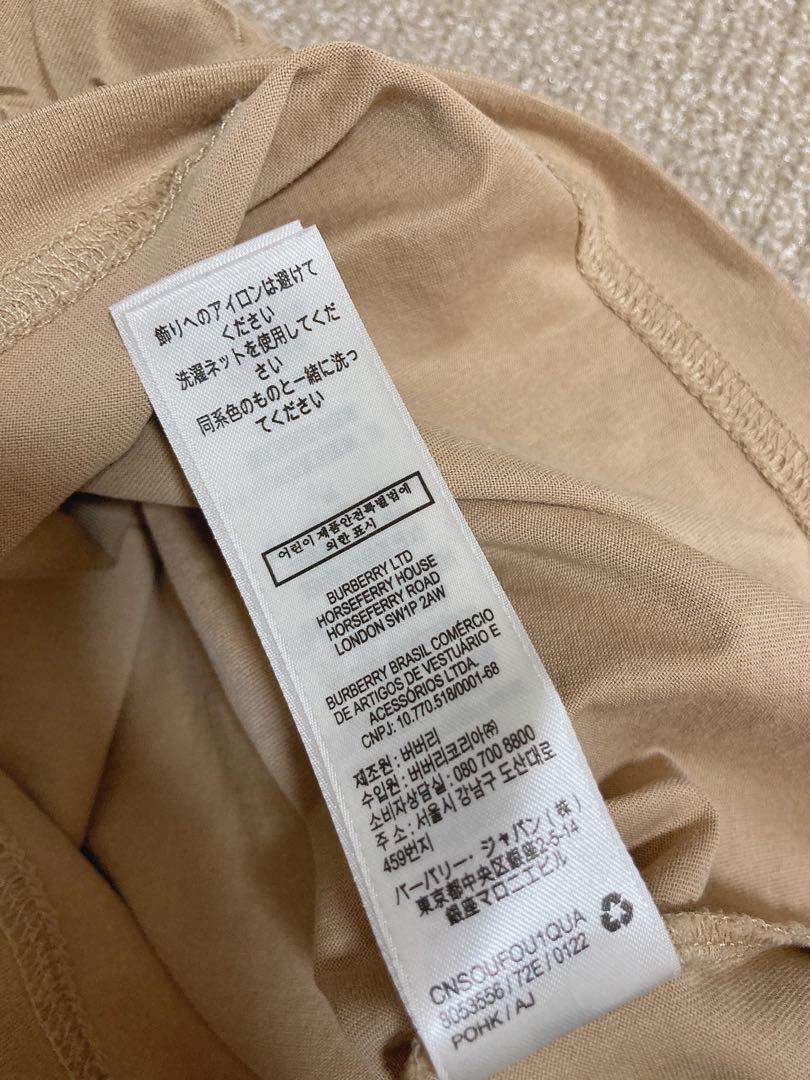 飾りへのアイロンは避けて
ください
洗濯ネットを使用してくだ
さい
同系色のものと一緒に洗っ
てください
어린이 제품안전특별법에
의한 표시
BURBERRY LTD
HORSEFERRY HOUSE
HORSEFERRY ROAD
LONDON SW1P 2AW
BURBERRY BRASIL COMÉRCIO
DE ARTIGOS DE VESTUÁRIO E
ACESSÓRIOS LTDA.
CNPJ: 10.770.518/0001-68
제조원 : 버버리
수입원 : 버버리코리아㈜
소비자상담실 : 080 700 8800
주 소 : 서울시 강남구 도산대로
459번지
バーバリー・ジャパン (株)
東京都中央区銀座2-5-14
銀座マロニエビル
CNSOUFOU1QUA
8053556 / T2E / 0122
POHK / AJ